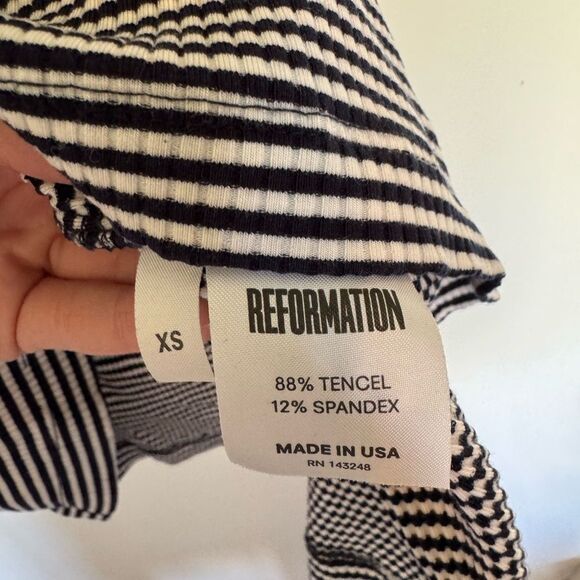 XS
REFORMATION
88% TENCEL
12% SPANDEX
MADE IN USA
RN 143248